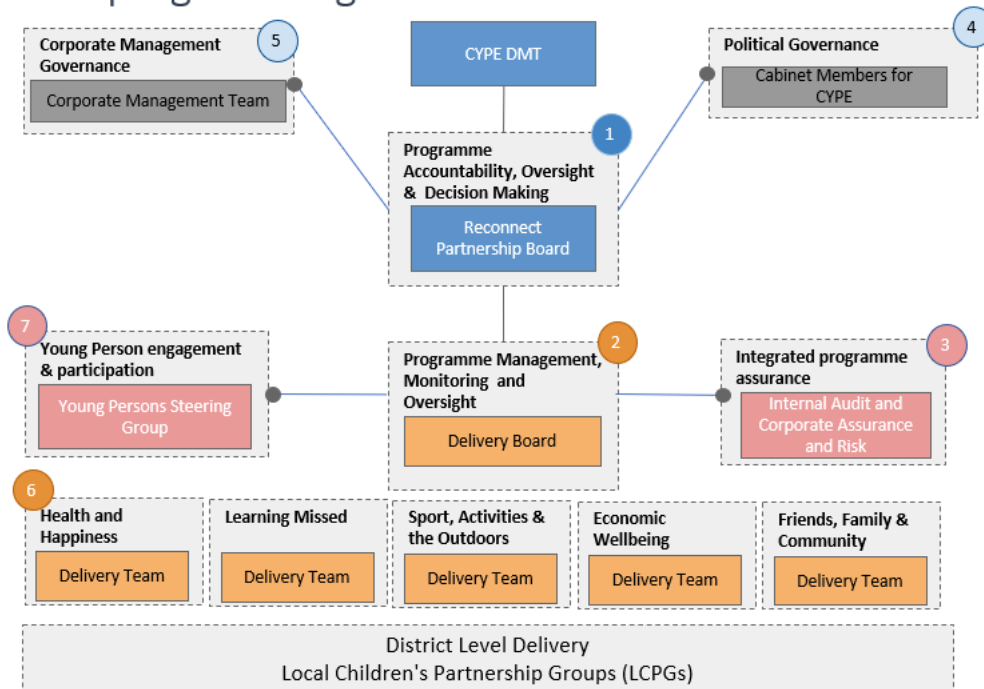 5
Corporate Management
Governance
Corporate Management Team
CYPE DMT
4
Political Governance
Cabinet Members for
CYPE
1
Programme
Accountability, Oversight
& Decision Making
Reconnect
Partnership Board
7
Young Person engagement
& participation
Young Persons Steering
Group
2
Programme Management,
Monitoring and
Oversight
Delivery Board
3
Integrated programme
assurance
Internal Audit and
Corporate Assurance
and Risk
6
Health and
Happiness
Delivery Team
Learning Missed
Delivery Team
Sport, Activities &
the Outdoors
Delivery Team
Economic
Wellbeing
Delivery Team
Friends, Family &
Community
Delivery Team
District Level Delivery
Local Children's Partnership Groups (LCPGs)